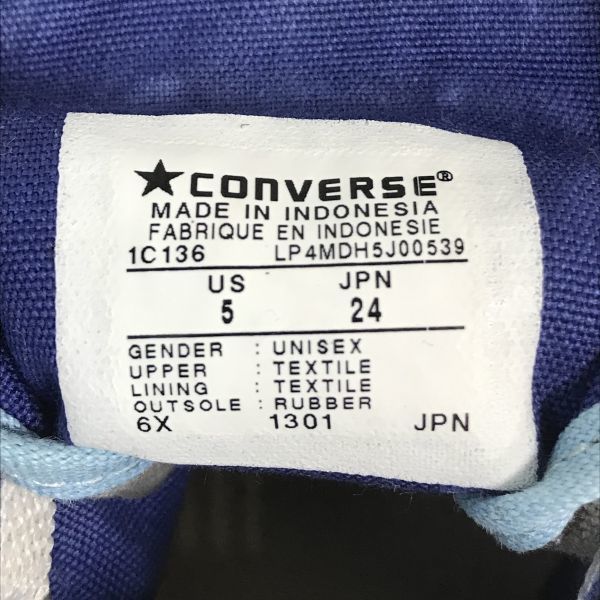 ★CONVERSE®
MADE IN INDONESIA
FABRIQUE EN INDONESIE
1C136 LP4MDH5J00539
US JPN
5 24
GENDER : UNISEX
UPPER : TEXTILE
LINING : TEXTILE
OUTSOLE : RUBBER
6X 1301 JPN